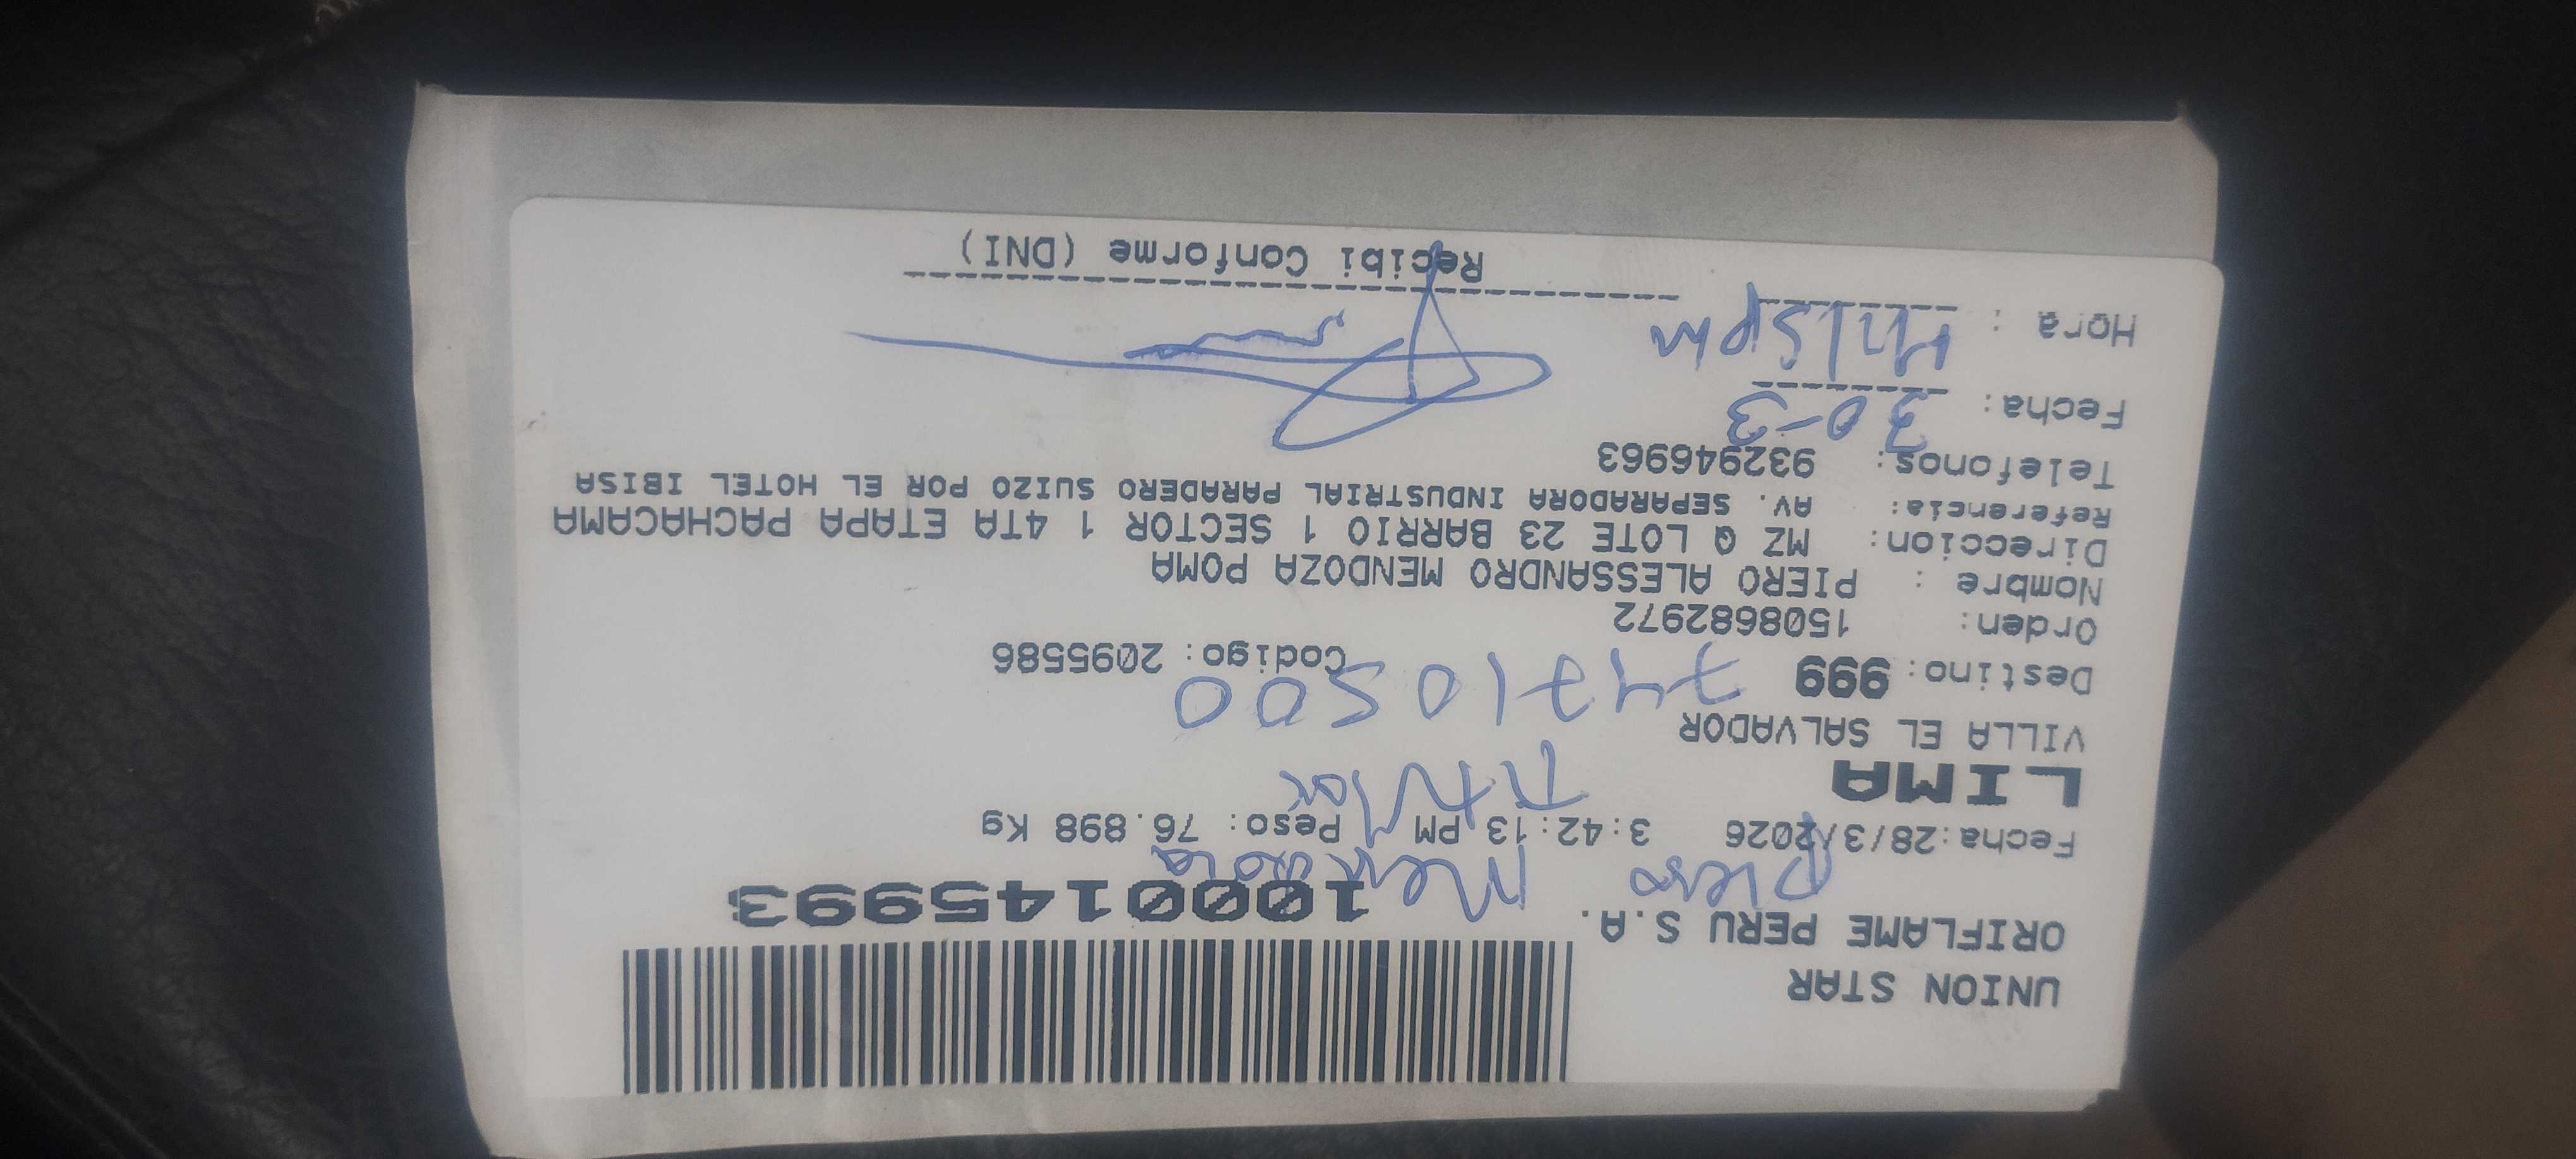 UNION STAR
ORIFLAME PERU S.A.
1000145993
Piero Mendoza
Fecha:28/3/2026 3:42:13 PM Peso: 76.898 Kg
LIMA
Titular
VILLA EL SALVADOR
74710500
Destino: 999 Codigo: 2095586
Orden: 1508682972
Nombre : PIERO ALESSANDRO MENDOZA POMA
Direccion: MZ Q LOTE 23 BARRIO 1 SECTOR 1 4TA ETAPA PACHACAMA
Referencia: AV. SEPARADORA INDUSTRIAL PARADERO SUIZO POR EL HOTEL IBISA
Telefonos: 932946963
Fecha: 30-3
Hora :
Recibi Conforme (DNI)